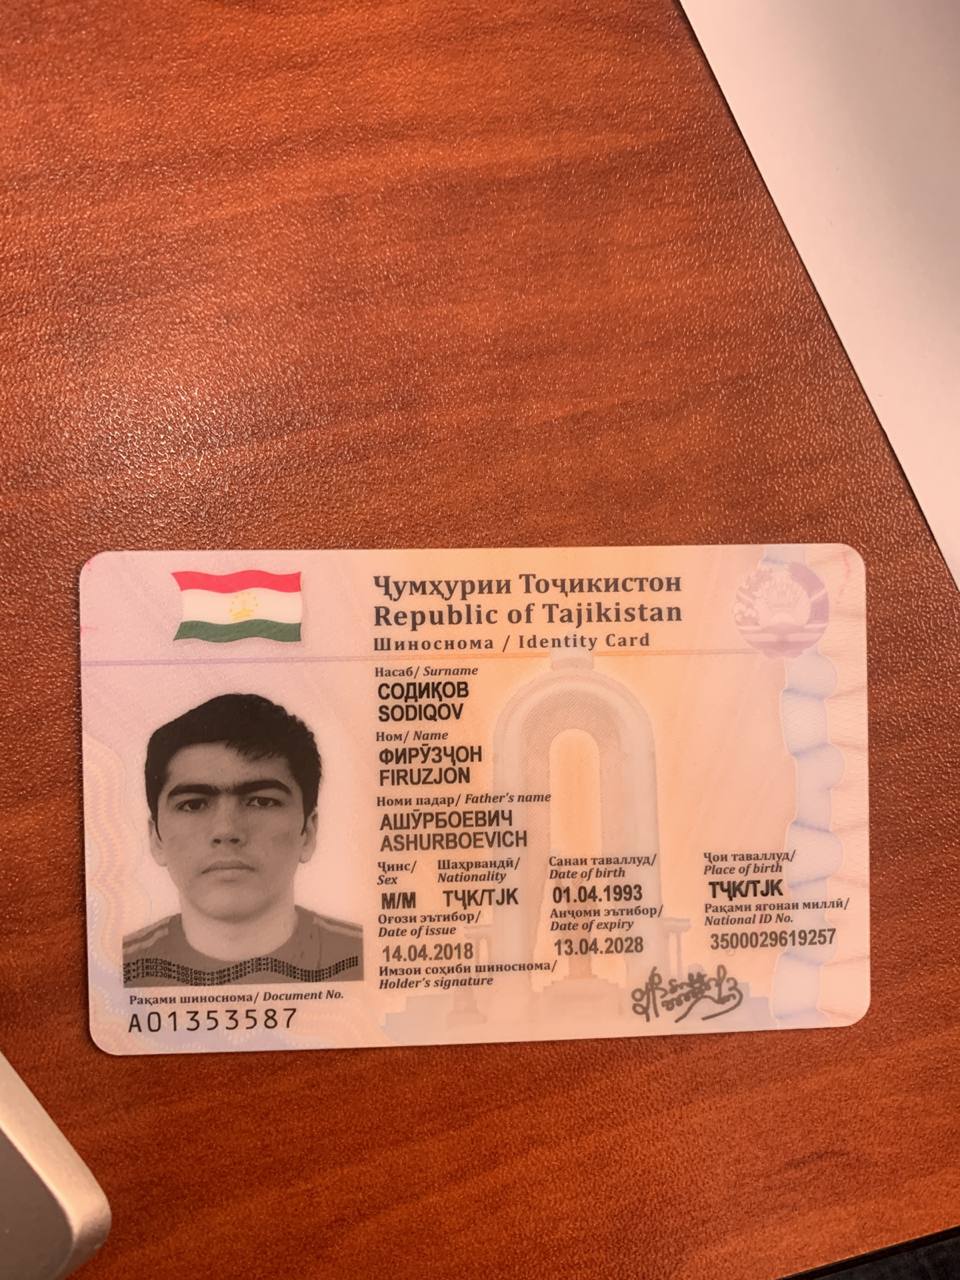 Ҷумҳурии Тоҷикистон
Republic of Tajikistan
Шиноснома / Identity Card
Насаб/ Surname
СОДИҚОВ
SODIQOV
Ном/ Name
ФИРӮЗҶОН
FIRUZJON
Номи падар/ Father's name
АШӮРБОЕВИЧ
ASHURBOEVICH
Ҷинс/ Sex
M/M
Шаҳрвандӣ/ Nationality
ТҶК/TJK
Санаи таваллуд/ Date of birth
01.04.1993
Ҷои таваллуд/ Place of birth
ТҶК/TJK
Оғози эътибор/ Date of issue
14.04.2018
Анҷоми эътибор/ Date of expiry
13.04.2028
Рақами ягонаи миллӣ/ National ID No.
3500029619257
Имзои соҳиби шиноснома/
Holder's signature
Рақами шиноснома/ Document No.
A01353587